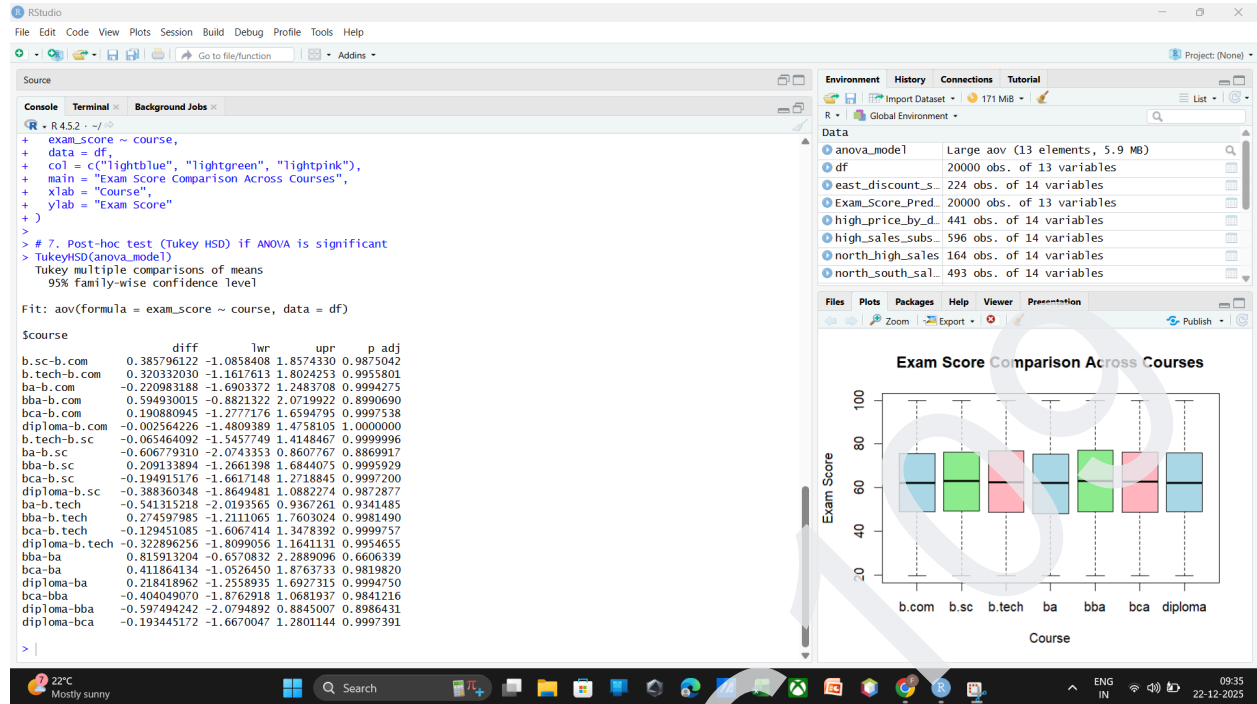 RStudio
File Edit Code View Plots Session Build Debug Profile Tools Help
Go to file/function Addins Project: (None)
Source
Console Terminal Background Jobs
R R 4.5.2 · ~/
+ exam_score ~ course,
+ data = df,
+ col = c("lightblue", "lightgreen", "lightpink"),
+ main = "Exam Score Comparison Across Courses",
+ xlab = "Course",
+ ylab = "Exam Score"
+ )
>
> # 7. Post-hoc test (Tukey HSD) if ANOVA is significant
> TukeyHSD(anova_model)
Tukey multiple comparisons of means
95% family-wise confidence level
Fit: aov(formula = exam_score ~ course, data = df)
$course
diff lwr upr p adj
b.sc-b.com 0.385796122 -1.0858408 1.8574330 0.9875042
b.tech-b.com 0.320332030 -1.1617613 1.8024253 0.9955801
ba-b.com -0.220983188 -1.6903372 1.2483708 0.9994275
bba-b.com 0.594930015 -0.8821322 2.0719922 0.8990690
bca-b.com 0.190880945 -1.2777176 1.6594795 0.9997538
diploma-b.com -0.002564226 -1.4809389 1.4758105 1.0000000
b.tech-b.sc -0.065464092 -1.5457749 1.4148467 0.9999996
ba-b.sc -0.606779310 -2.0743353 0.8607767 0.8869917
bba-b.sc 0.209133894 -1.2661398 1.6844075 0.9995929
bca-b.sc -0.194915176 -1.6617148 1.2718845 0.9997200
diploma-b.sc -0.388360348 -1.8649481 1.0882274 0.9872877
ba-b.tech -0.541315218 -2.0193565 0.9367261 0.9341485
bba-b.tech 0.274597985 -1.2111065 1.7603024 0.9981490
bca-b.tech -0.129451085 -1.6067414 1.3478392 0.9999757
diploma-b.tech -0.322896256 -1.8099056 1.1641131 0.9954655
bba-ba 0.815913204 -0.6570832 2.2889096 0.6606339
bca-ba 0.411864134 -1.0526450 1.8763733 0.9819820
diploma-ba 0.218418962 -1.2558935 1.6927315 0.9994750
bca-bba -0.404049070 -1.8762918 1.0681937 0.9841216
diploma-bba -0.597494242 -2.0794892 0.8845007 0.8986431
diploma-bca -0.193445172 -1.6670047 1.2801144 0.9997391
>
Environment History Connections Tutorial
Import Dataset 171 MiB List
R Global Environment
Data
anova_model Large aov (13 elements, 5.9 MB)
df 20000 obs. of 13 variables
east_discount_s… 224 obs. of 14 variables
Exam_Score_Pred… 20000 obs. of 13 variables
high_price_by_d… 441 obs. of 14 variables
high_sales_subs… 596 obs. of 14 variables
north_high_sales 164 obs. of 14 variables
north_south_sal… 493 obs. of 14 variables
Files Plots Packages Help Viewer Presentation
Zoom Export Publish
Exam Score Comparison Across Courses
100
80
60
40
20
Exam Score
b.com b.sc b.tech ba bba bca diploma
Course
7 22°C
Mostly sunny
Search
ENG
IN
09:35
22-12-2025